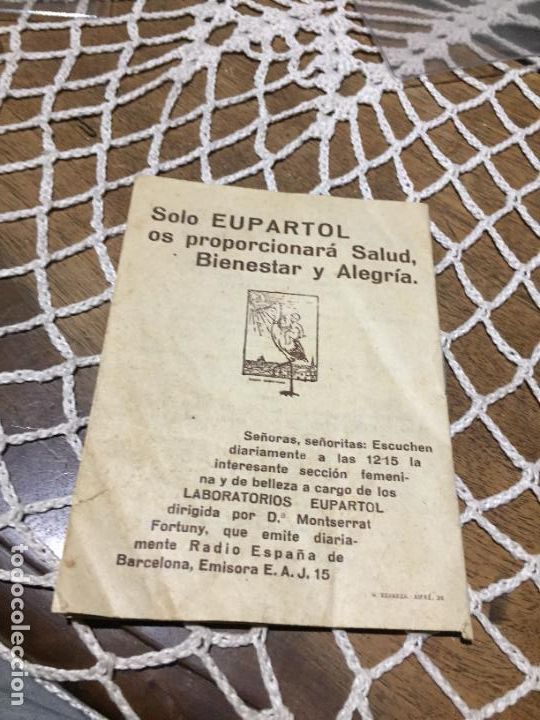 Solo EUPARTOL
os proporcionará Salud,
Bienestar y Alegría.
Señoras, señoritas: Escuchen
diariamente a las 12-15 la
interesante sección femeni-
na y de belleza a cargo de los
LABORATORIOS EUPARTOL
dirigida por D.ª Montserrat
Fortuny, que emite diaria-
mente Radio España de
Barcelona, Emisora E. A. J. 15
todocoleccion